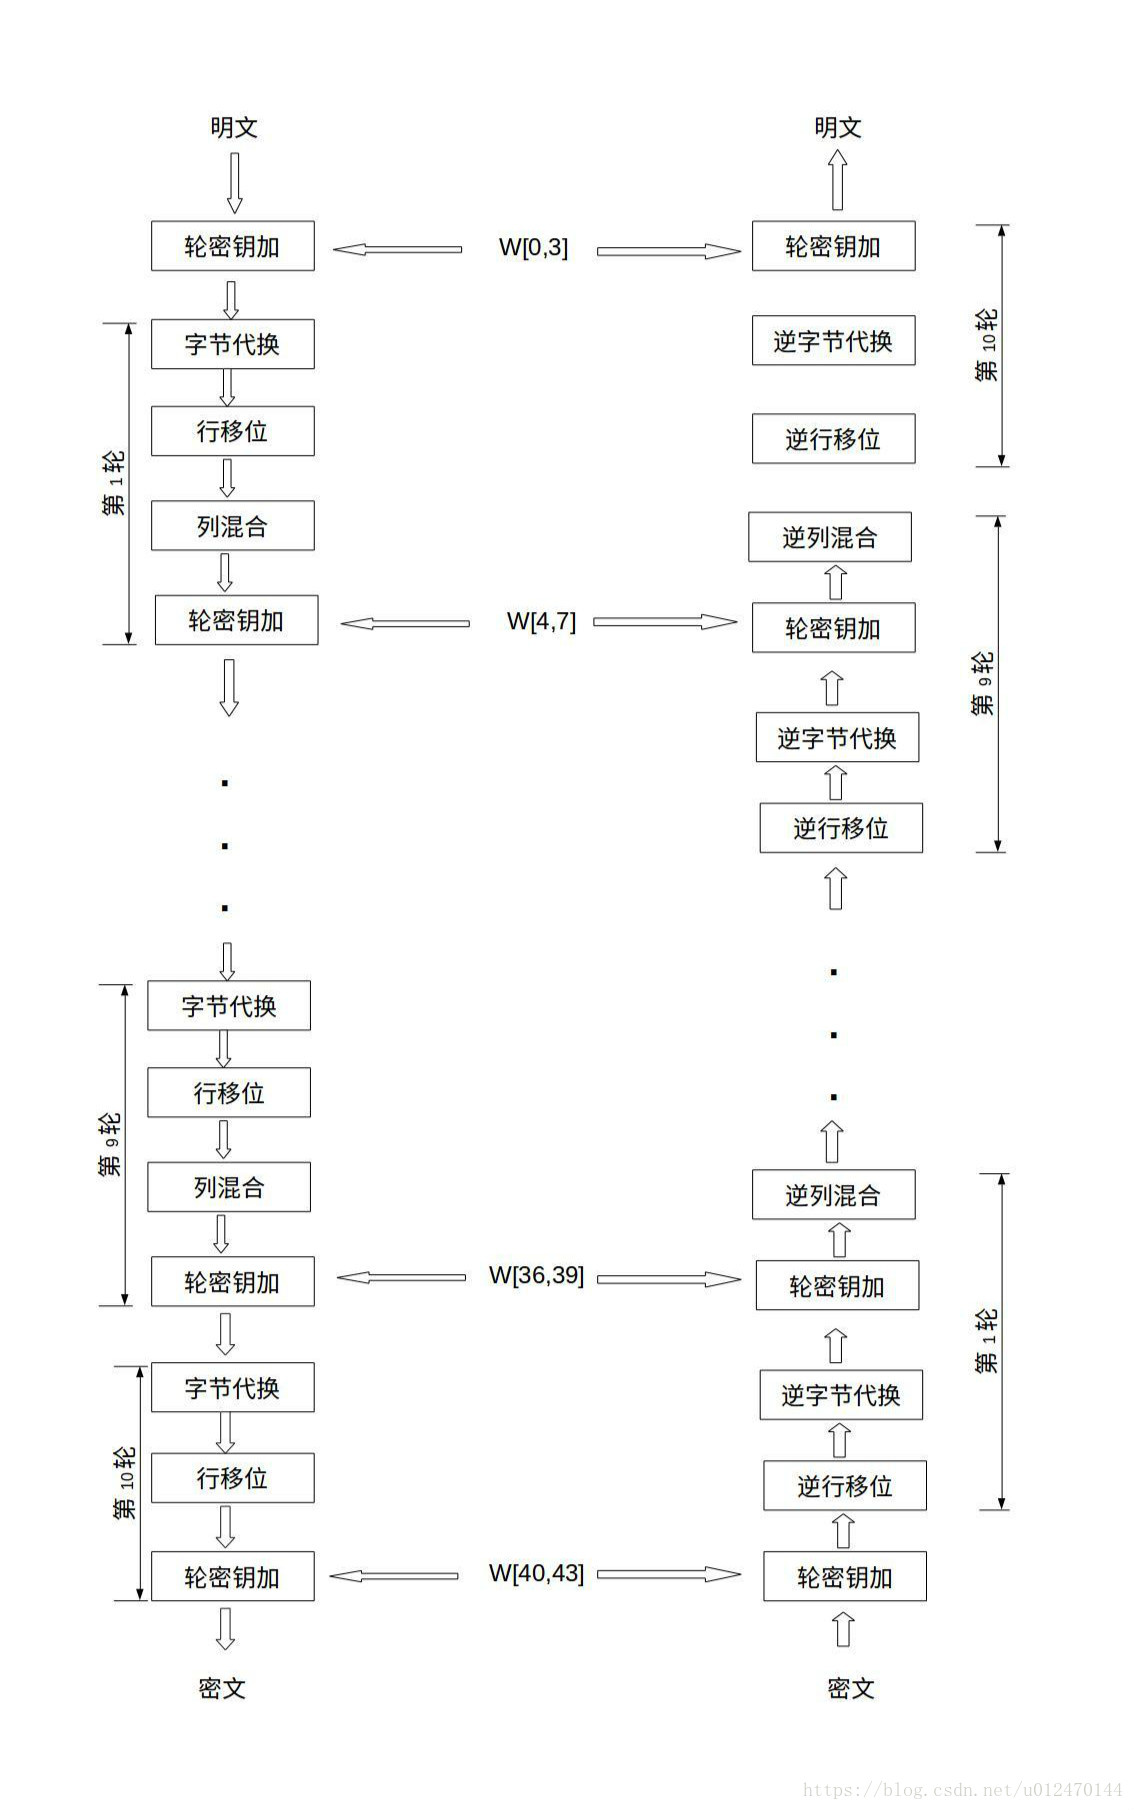 明文
轮密钥加
字节代换
行移位
列混合
轮密钥加
第 1 轮
.
.
.
字节代换
行移位
列混合
轮密钥加
第 9 轮
字节代换
行移位
轮密钥加
第 10 轮
密文
W[0,3]
W[4,7]
W[36,39]
W[40,43]
明文
轮密钥加
逆字节代换
逆行移位
第 10 轮
逆列混合
轮密钥加
逆字节代换
逆行移位
第 9 轮
.
.
.
逆列混合
轮密钥加
逆字节代换
逆行移位
第 1 轮
轮密钥加
密文
https://blog.csdn.net/u012470144